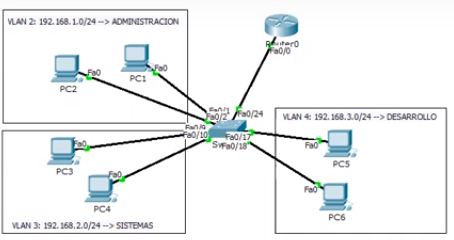 VLAN 2: 192.168.1.0/24 --> ADMINISTRACION
Router0
Fa0/0
Fa0
PC1
Fa0
PC2
Fa0/1
Fa0/2
Fa0/24
VLAN 4: 192.168.3.0/24 --> DESARROLLO
Fa0/9
Fa0/10
Fa0/17
Fa0/18
Fa0
PC3
Fa0
PC5
Fa0
PC4
Fa0
PC6
VLAN 3: 192.168.2.0/24 --> SISTEMAS